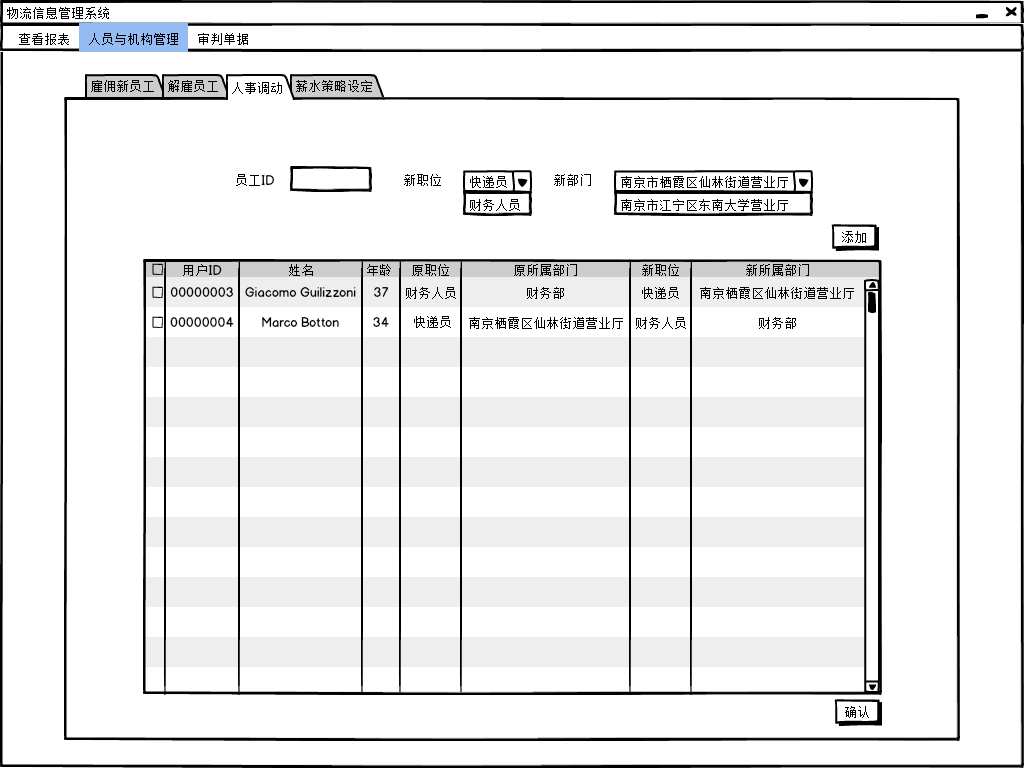 物流信息管理系统
查看报表 人员与机构管理 审判单据
雇佣新员工 解雇员工 人事调动 薪水策略设定
员工ID 新职位 快递员 新部门 南京市栖霞区仙林街道营业厅
财务人员 南京市江宁区东南大学营业厅
添加
用户ID 姓名 年龄 原职位 原所属部门 新职位 新所属部门
00000003 Giacomo Guilizzoni 37 财务人员 财务部 快递员 南京栖霞区仙林街道营业厅
00000004 Marco Botton 34 快递员 南京栖霞区仙林街道营业厅 财务人员 财务部
确认